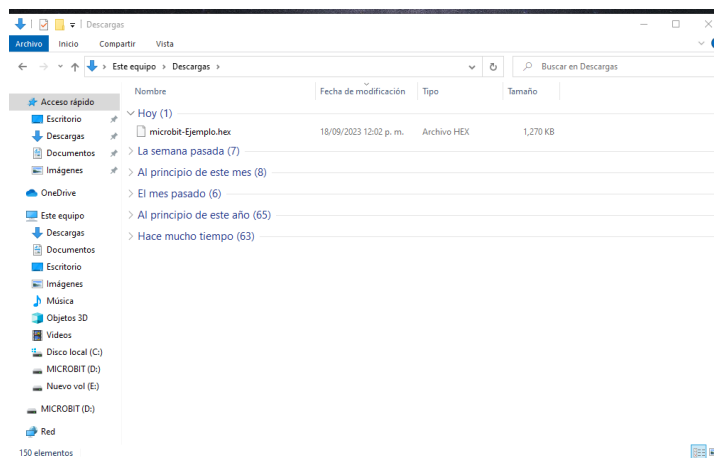 Descargas
Archivo Inicio Compartir Vista
Este equipo Descargas
Buscar en Descargas
Nombre Fecha de modificación Tipo Tamaño
Acceso rápido
Escritorio
Descargas
Documentos
Imágenes
OneDrive
Este equipo
Descargas
Documentos
Escritorio
Imágenes
Música
Objetos 3D
Videos
Disco local (C:)
MICROBIT (D:)
Nuevo vol (E:)
MICROBIT (D:)
Red
Hoy (1)
microbit-Ejemplo.hex 18/09/2023 12:02 p. m. Archivo HEX 1,270 KB
La semana pasada (7)
Al principio de este mes (8)
El mes pasado (6)
Al principio de este año (65)
Hace mucho tiempo (63)
150 elementos